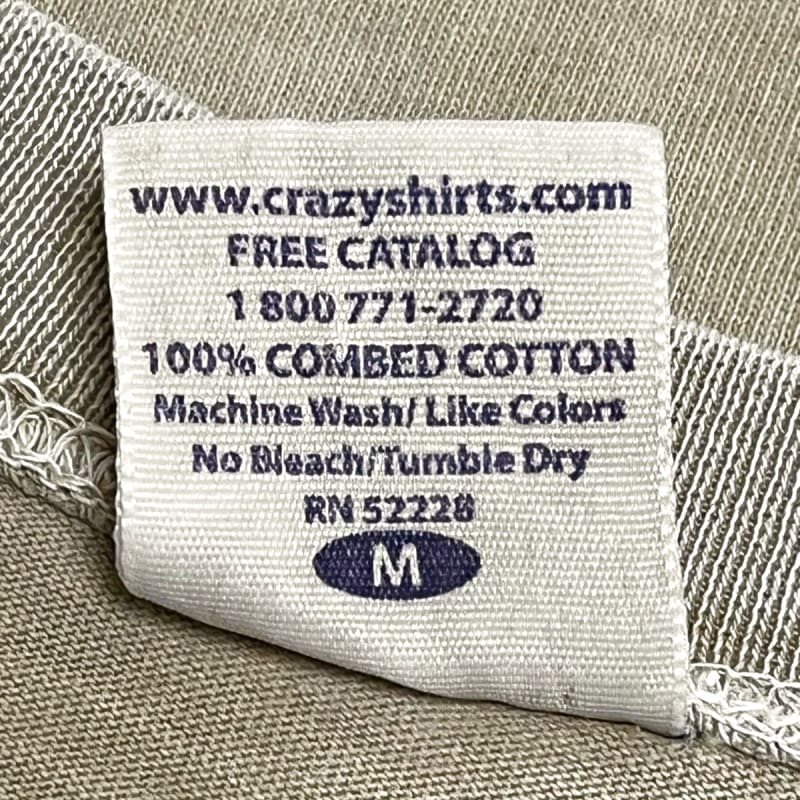 www.crazyshirts.com
FREE CATALOG
1 800 771-2720
100% COMBED COTTON
Machine Wash/ Like Colors
No Bleach/Tumble Dry
RN 52228
M